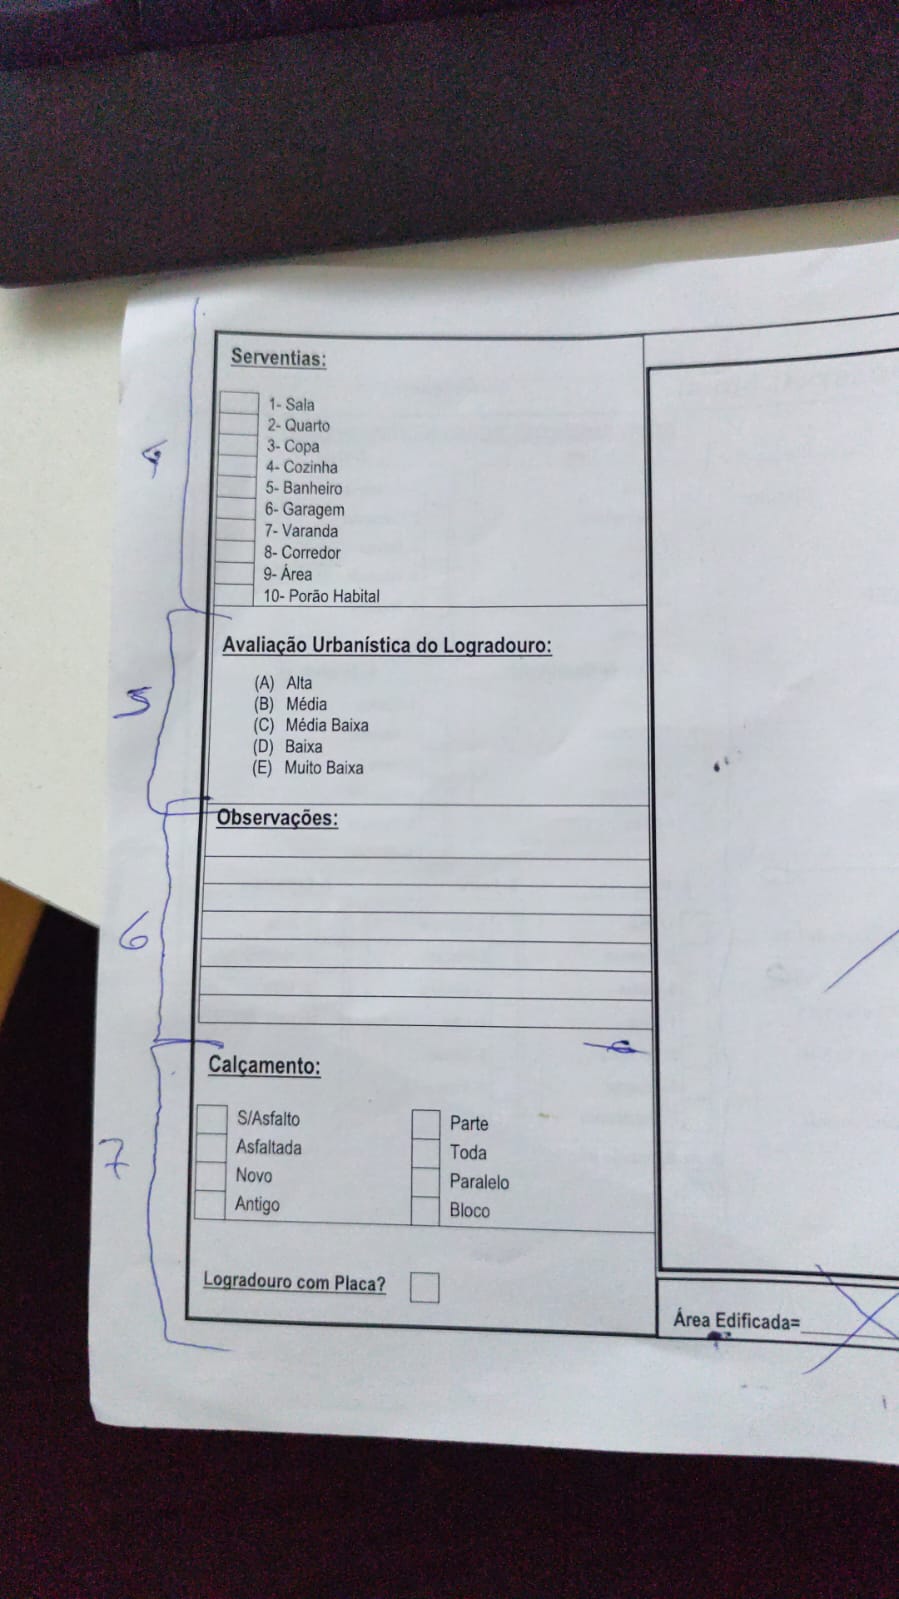 Serventias:
1- Sala
2- Quarto
3- Copa
4- Cozinha
5- Banheiro
6- Garagem
7- Varanda
8- Corredor
9- Área
10- Porão Habital
5
Avaliação Urbanística do Logradouro:
(A) Alta
(B) Média
(C) Média Baixa
(D) Baixa
(E) Muito Baixa
6
Observações:
7
Calçamento:
S/Asfalto Parte
Asfaltada Toda
Novo Paralelo
Antigo Bloco
Logradouro com Placa?
Área Edificada=